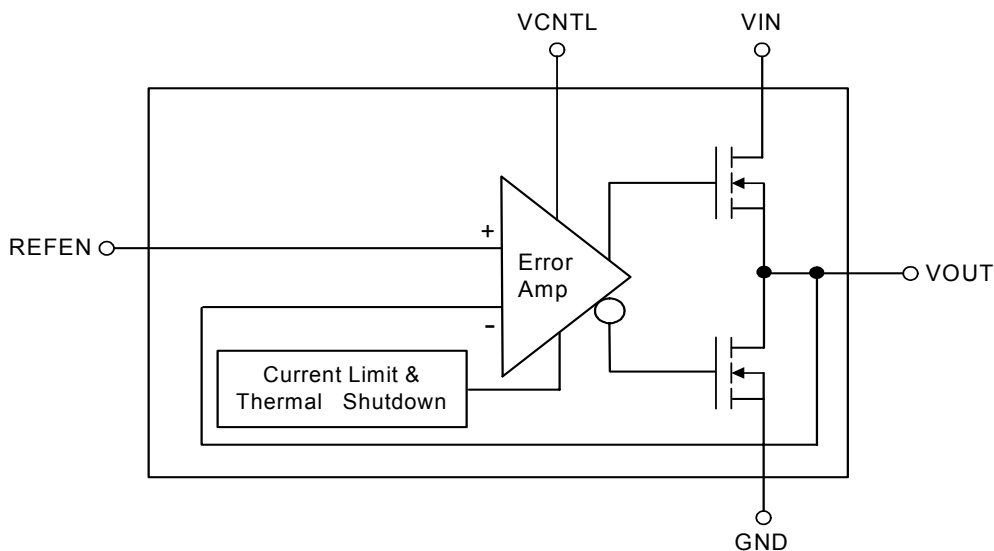 VCNTL
VIN
REFEN
+
Error
Amp
-
VOUT
Current Limit &
Thermal Shutdown
GND